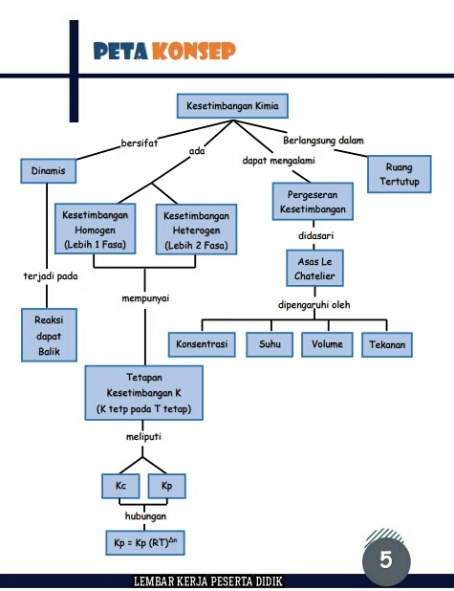 PETA KONSEP
Kesetimbangan Kimia
bersifat
ada
Berlangsung dalam
dapat mengalami
Dinamis
Ruang
Tertutup
Pergeseran
Kesetimbangan
Kesetimbangan
Homogen
(Lebih 1 Fasa)
Kesetimbangan
Heterogen
(Lebih 2 Fasa)
didasari
Asas Le
Chatelier
terjadi pada
mempunyai
dipengaruhi oleh
Reaksi
dapat
Balik
Konsentrasi
Suhu
Volume
Tekanan
Tetapan
Kesetimbangan K
(K tetp pada T tetap)
meliputi
Kc
Kp
hubungan
Kp = Kp (RT)^Δn
5
LEMBAR KERJA PESERTA DIDIK